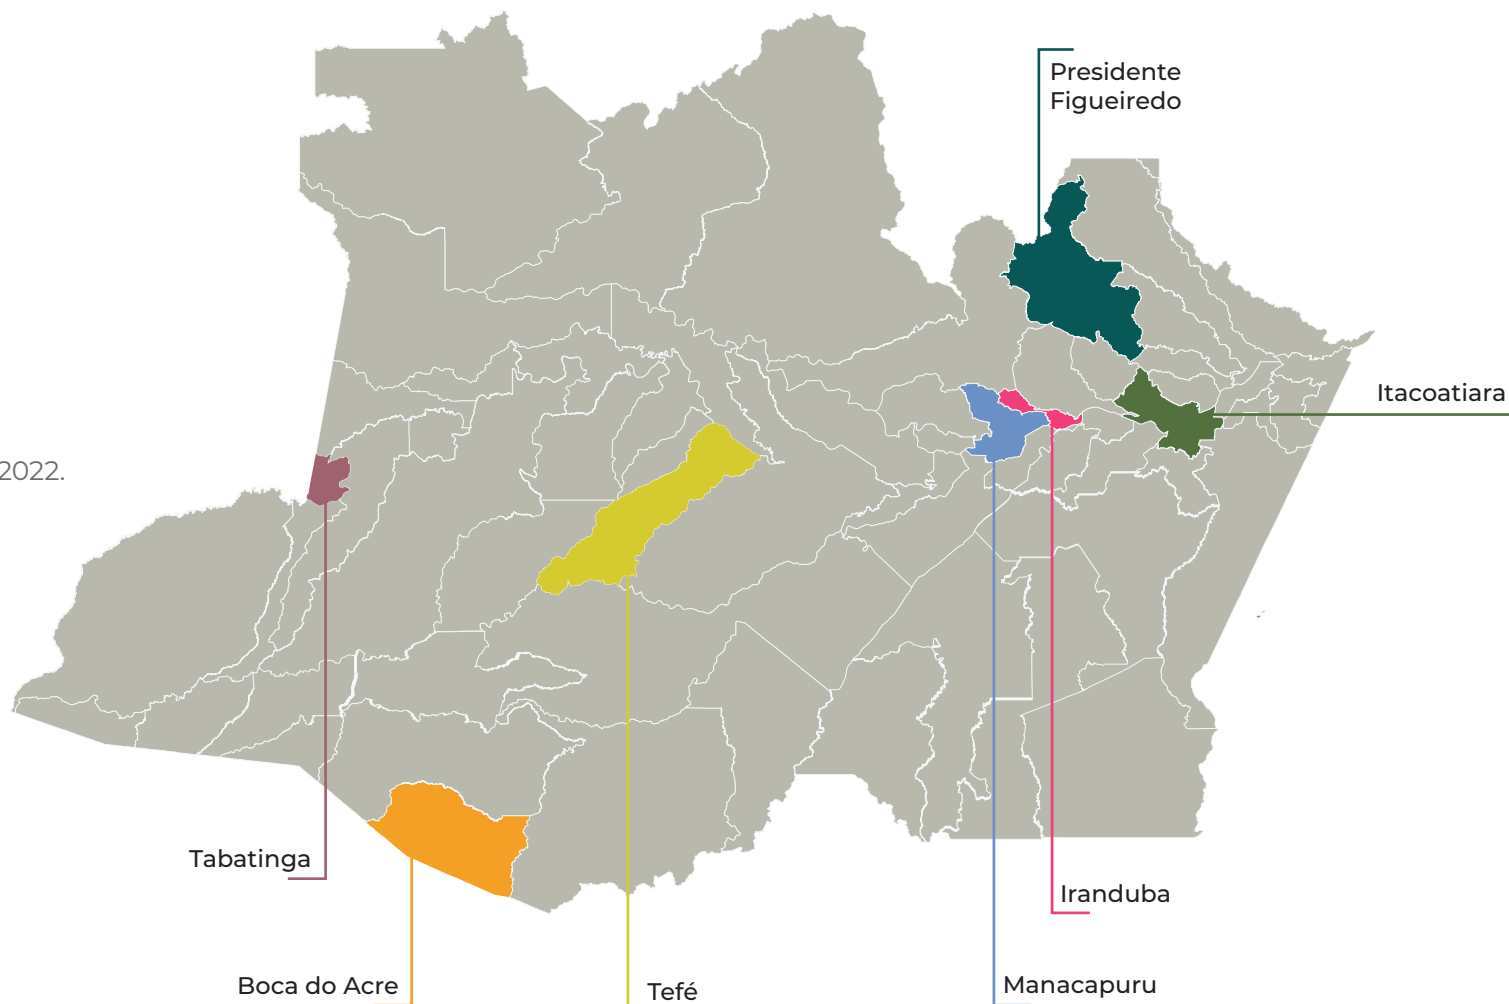 Presidente
Figueiredo
Itacoatiara
2022.
Tabatinga
Iranduba
Boca do Acre
Tefé
Manacapuru